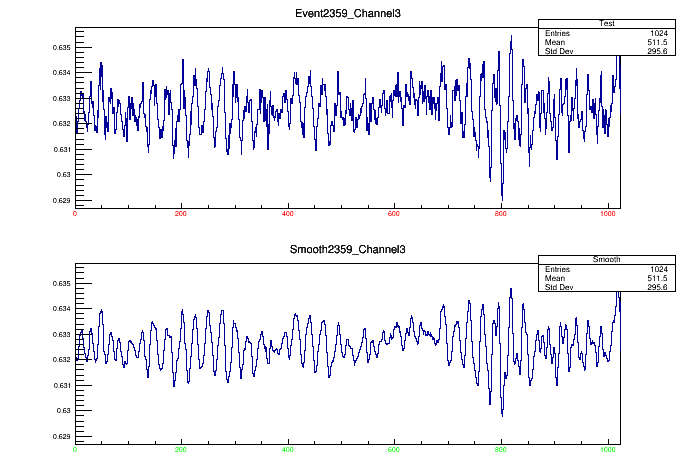 Event2359_Channel3
Test
Entries 1024
Mean 511.5
Std Dev 295.6
0.635
0.634
0.633
0.632
0.631
0.63
0.629
0 200 400 600 800 1000
Smooth2359_Channel3
Smooth
Entries 1024
Mean 511.5
Std Dev 295.6
0.635
0.634
0.633
0.632
0.631
0.63
0.629
0 200 400 600 800 1000